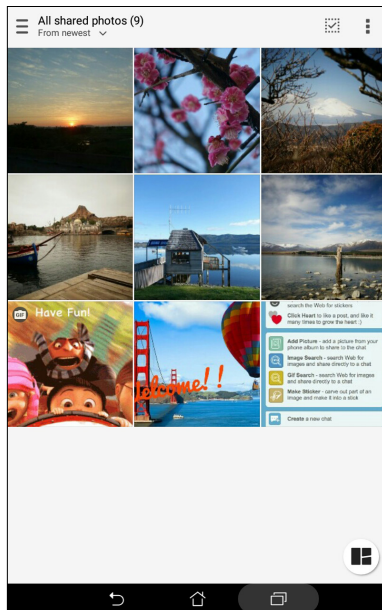 All shared photos (9)
From newest
GIF Have Fun!
Welcome!!
search the Web for stickers
Click Heart to like a post, and like it
many times to grow the heart :)
Add Picture - add a picture from your
phone album to share to the chat
Image Search - search Web for
images and share directly to a chat
Gif Search - search Web for images
and share directly to a chat
Make Sticker - carve out part of an
image and make it into a stick
Create a new chat